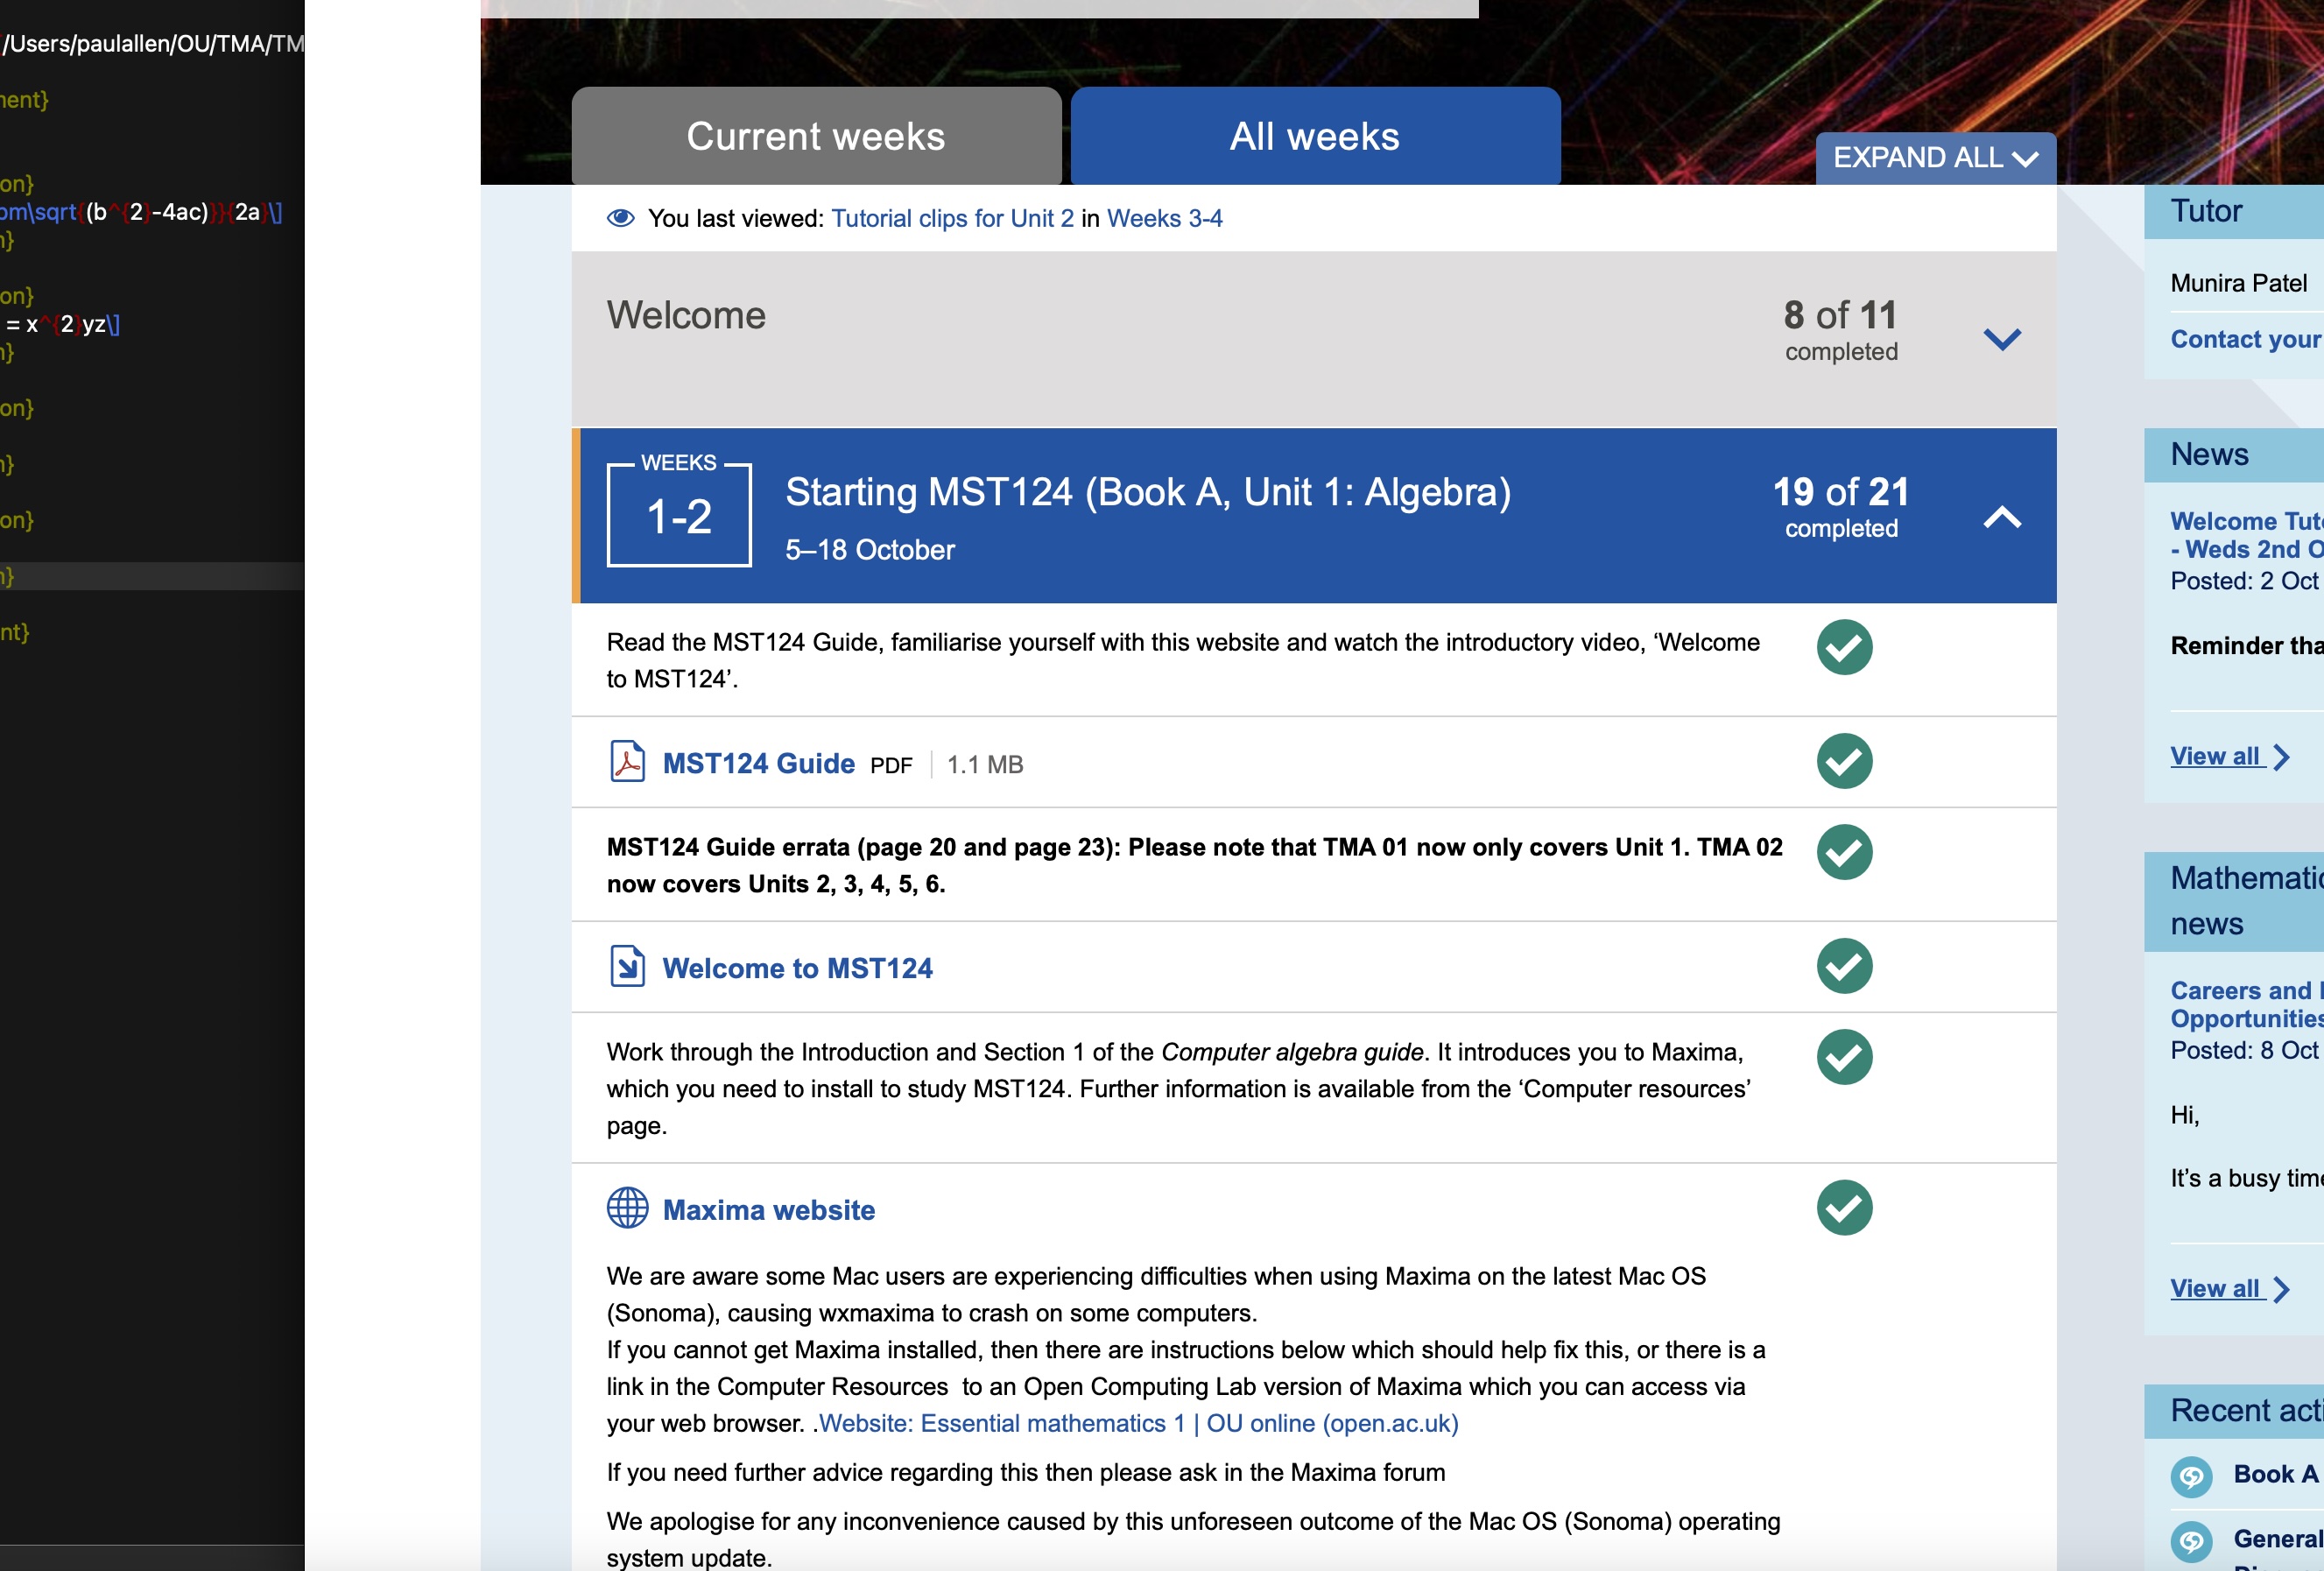 /Users/paulallen/OU/TMA/TM
nent}
on}
om\sqrt{(b^{2}-4ac)}}{2a}\]
n}
on}
= x^{2}yz\]
n}
on}
n}
on}
n}
nt}
Current weeks
All weeks
EXPAND ALL
You last viewed: Tutorial clips for Unit 2 in Weeks 3-4
Welcome
8 of 11
completed
WEEKS
1-2
Starting MST124 (Book A, Unit 1: Algebra)
5–18 October
19 of 21
completed
Read the MST124 Guide, familiarise yourself with this website and watch the introductory video, ‘Welcome
to MST124’.
MST124 Guide PDF 1.1 MB
MST124 Guide errata (page 20 and page 23): Please note that TMA 01 now only covers Unit 1. TMA 02
now covers Units 2, 3, 4, 5, 6.
Welcome to MST124
Work through the Introduction and Section 1 of the Computer algebra guide. It introduces you to Maxima,
which you need to install to study MST124. Further information is available from the ‘Computer resources’
page.
Maxima website
We are aware some Mac users are experiencing difficulties when using Maxima on the latest Mac OS
(Sonoma), causing wxmaxima to crash on some computers.
If you cannot get Maxima installed, then there are instructions below which should help fix this, or there is a
link in the Computer Resources  to an Open Computing Lab version of Maxima which you can access via
your web browser. .Website: Essential mathematics 1 | OU online (open.ac.uk)
If you need further advice regarding this then please ask in the Maxima forum
We apologise for any inconvenience caused by this unforeseen outcome of the Mac OS (Sonoma) operating
system update.
Tutor
Munira Patel
Contact your
News
Welcome Tut
- Weds 2nd O
Posted: 2 Oct
Reminder tha
View all
Mathematic
news
Careers and
Opportunities
Posted: 8 Oct
Hi,
It’s a busy time
View all
Recent acti
Book A
General